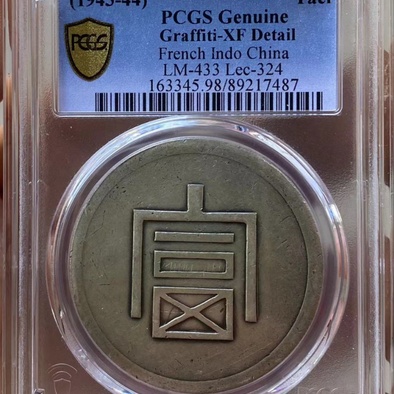 (1943-44)
PCGS Genuine
Graffiti-XF Detail
French Indo China
LM-433 Lec-324
163345.98/89217487
PCGS
富